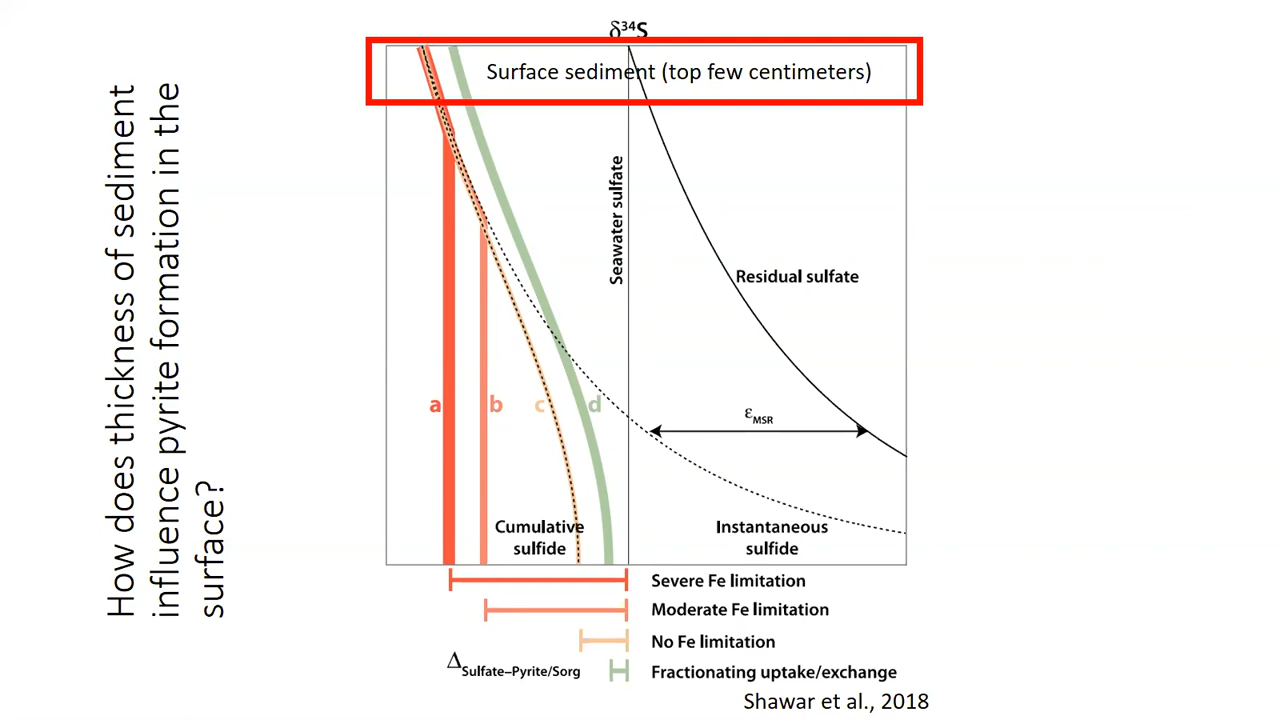 How does thickness of sediment
influence pyrite formation in the
surface?
δ³⁴S
Surface sediment (top few centimeters)
Seawater sulfate
Residual sulfate
a
b
c
d
εMSR
Cumulative
sulfide
Instantaneous
sulfide
Severe Fe limitation
Moderate Fe limitation
No Fe limitation
ΔSulfate–Pyrite/Sorg
Fractionating uptake/exchange
Shawar et al., 2018